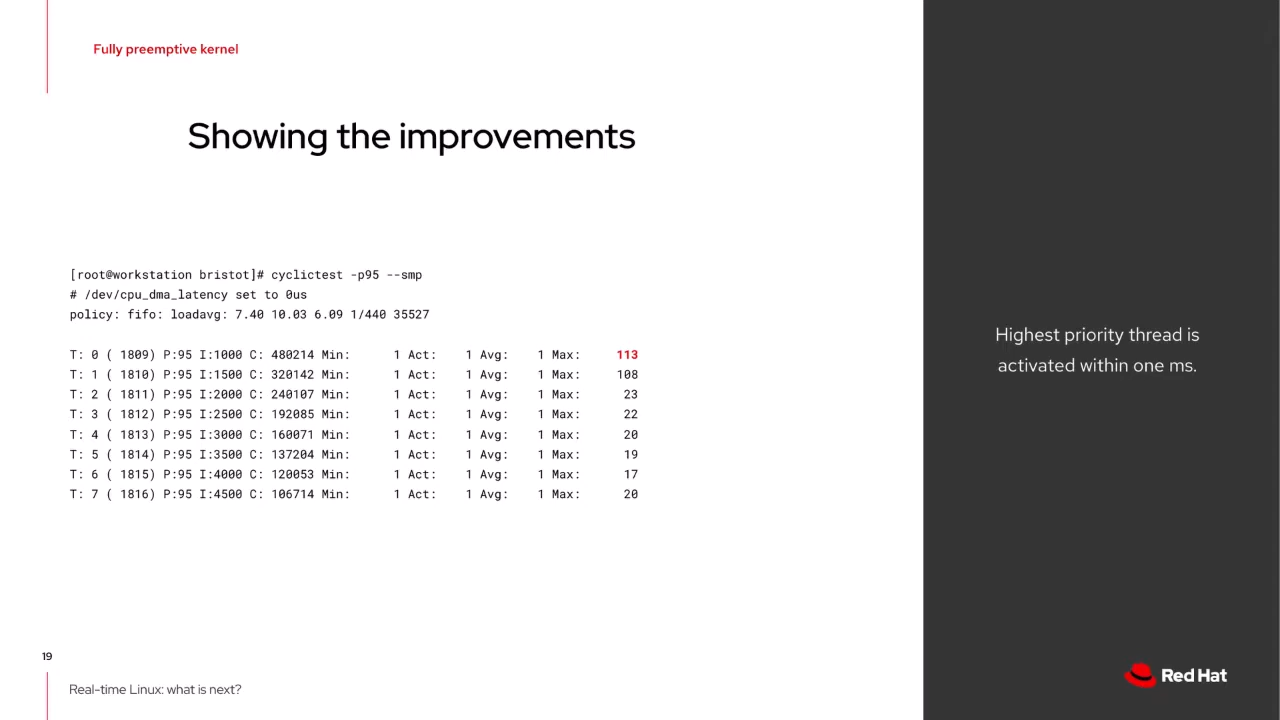 Fully preemptive kernel
Showing the improvements
[root@workstation bristot]# cyclictest -p95 --smp
# /dev/cpu_dma_latency set to 0us
policy: fifo: loadavg: 7.40 10.03 6.09 1/440 35527
T: 0 ( 1809) P:95 I:1000 C: 480214 Min:      1 Act:    1 Avg:    1 Max:     113
T: 1 ( 1810) P:95 I:1500 C: 320142 Min:      1 Act:    1 Avg:    1 Max:     108
T: 2 ( 1811) P:95 I:2000 C: 240107 Min:      1 Act:    1 Avg:    1 Max:      23
T: 3 ( 1812) P:95 I:2500 C: 192085 Min:      1 Act:    1 Avg:    1 Max:      22
T: 4 ( 1813) P:95 I:3000 C: 160071 Min:      1 Act:    1 Avg:    1 Max:      20
T: 5 ( 1814) P:95 I:3500 C: 137204 Min:      1 Act:    1 Avg:    1 Max:      19
T: 6 ( 1815) P:95 I:4000 C: 120053 Min:      1 Act:    1 Avg:    1 Max:      17
T: 7 ( 1816) P:95 I:4500 C: 106714 Min:      1 Act:    1 Avg:    1 Max:      20
Highest priority thread is
activated within one ms.
19
Real-time Linux: what is next?
Red Hat